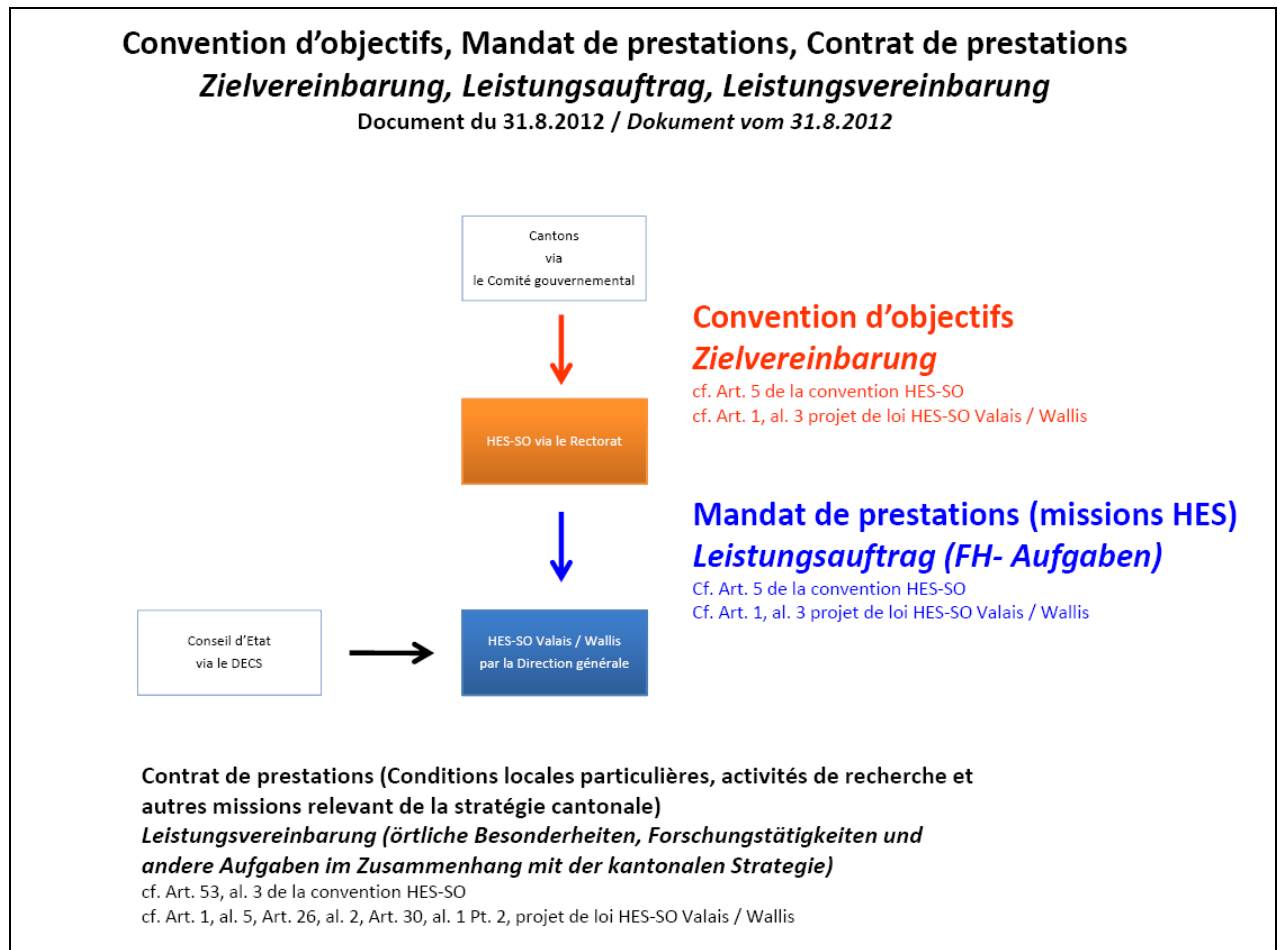 Convention d'objectifs, Mandat de prestations, Contrat de prestations
Zielvereinbarung, Leistungsauftrag, Leistungsvereinbarung
Document du 31.8.2012 / Dokument vom 31.8.2012
Cantons
via
le Comité gouvernemental
Convention d'objectifs
Zielvereinbarung
cf. Art. 5 de la convention HES-SO
cf. Art. 1, al. 3 projet de loi HES-SO Valais / Wallis
HES-SO via le Rectorat
Mandat de prestations (missions HES)
Leistungsauftrag (FH- Aufgaben)
Cf. Art. 5 de la convention HES-SO
Cf. Art. 1, al. 3 projet de loi HES-SO Valais / Wallis
Conseil d'Etat
via le DECS
HES-SO Valais / Wallis
par la Direction générale
Contrat de prestations (Conditions locales particulières, activités de recherche et
autres missions relevant de la stratégie cantonale)
Leistungsvereinbarung (örtliche Besonderheiten, Forschungstätigkeiten und
andere Aufgaben im Zusammenhang mit der kantonalen Strategie)
cf. Art. 53, al. 3 de la convention HES-SO
cf. Art. 1, al. 5, Art. 26, al. 2, Art. 30, al. 1 Pt. 2, projet de loi HES-SO Valais / Wallis